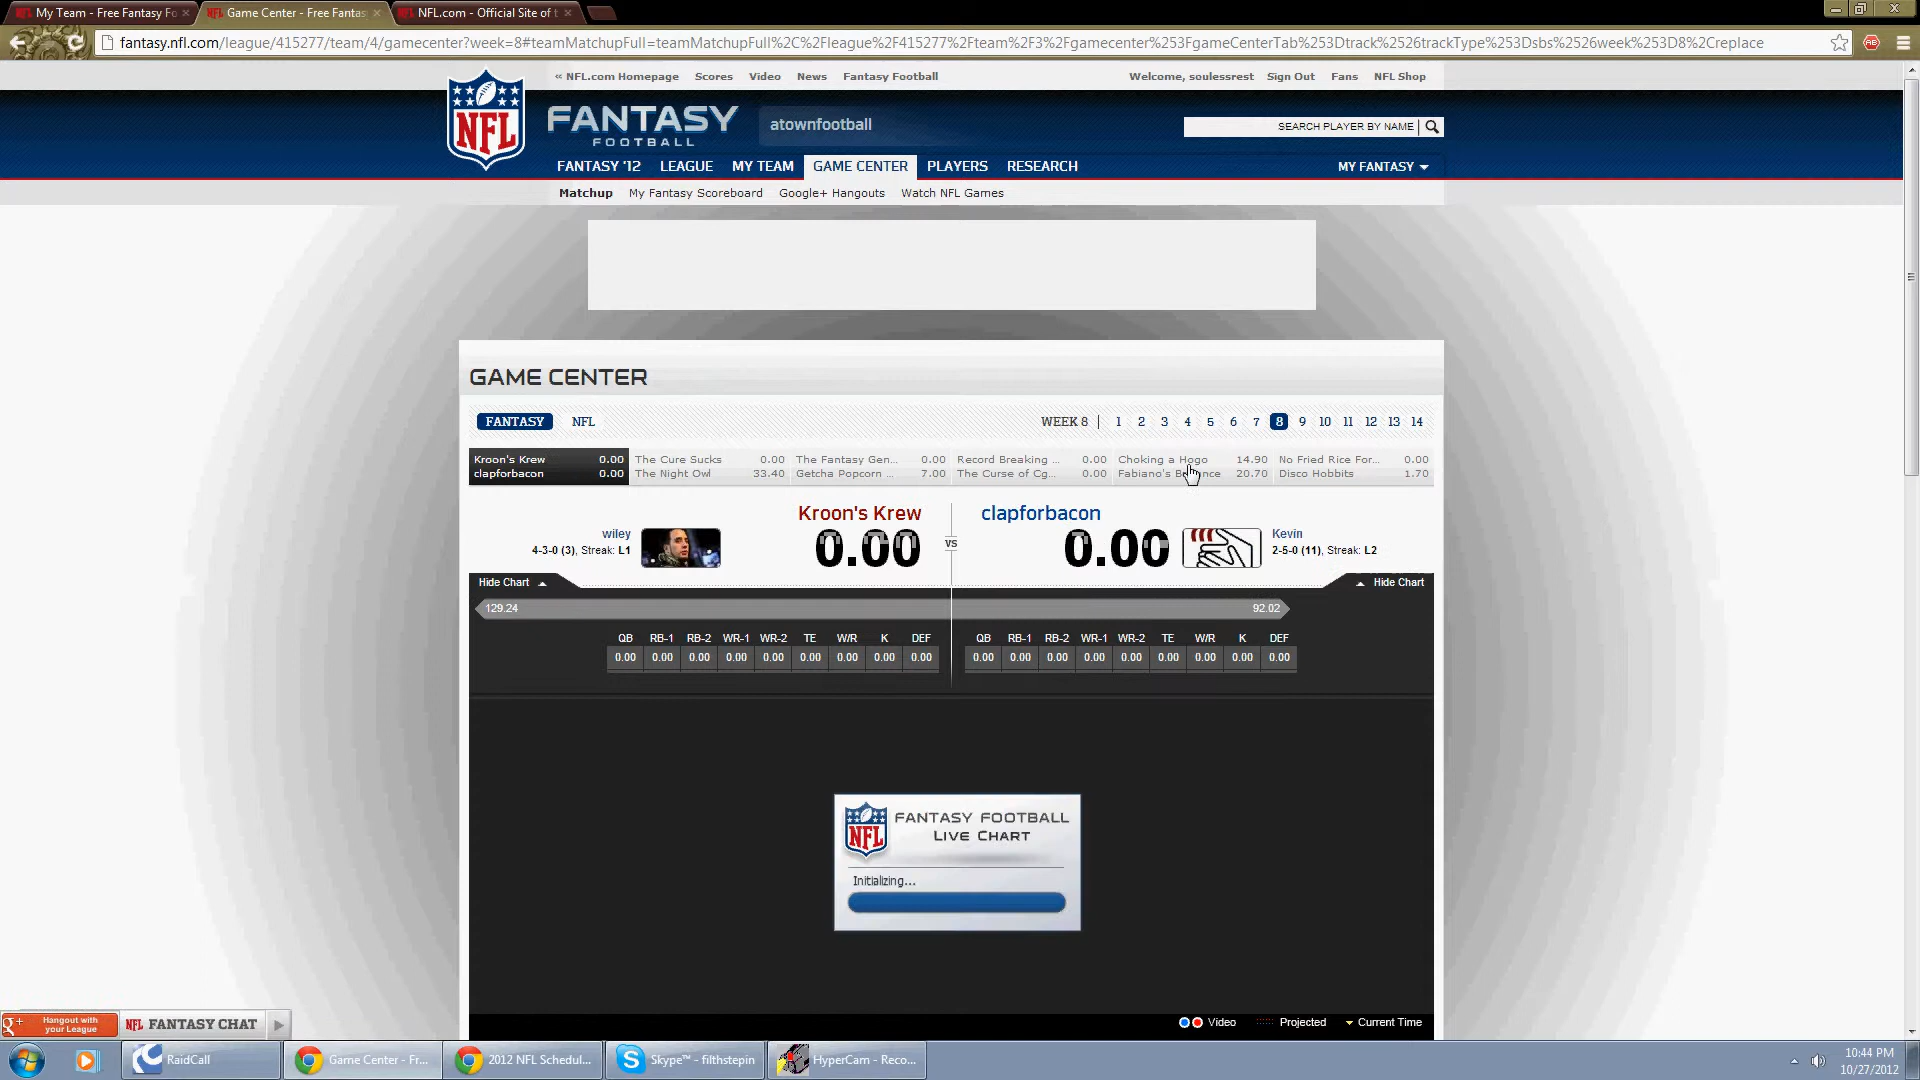 My Team - Free Fantasy Fo
Game Center - Free Fantas
NFL.com - Official Site of t
fantasy.nfl.com/league/415277/team/4/gamecenter?week=8#teamMatchupFull=teamMatchupFull%2C%2Fleague%2F415277%2Fteam%2F3%2Fgamecenter%253FgameCenterTab%253Dtrack%2526trackType%253Dsbs%2526week%253D8%2Creplace
« NFL.com Homepage Scores Video News Fantasy Football Welcome, soulessrest Sign Out Fans NFL Shop
NFL
FANTASY
FOOTBALL
atownfootball
SEARCH PLAYER BY NAME
FANTASY '12 LEAGUE MY TEAM GAME CENTER PLAYERS RESEARCH MY FANTASY
Matchup My Fantasy Scoreboard Google+ Hangouts Watch NFL Games
GAME CENTER
FANTASY NFL WEEK 8 | 1 2 3 4 5 6 7 8 9 10 11 12 13 14
Kroon's Krew 0.00 The Cure Sucks 0.00 The Fantasy Gen... 0.00 Record Breaking ... 0.00 Choking a Hogo 14.90 No Fried Rice For... 0.00
clapforbacon 0.00 The Night Owl 33.40 Getcha Popcorn ... 7.00 The Curse of Cg... 0.00 Fabiano's 20.70 Disco Hobbits 1.70
Kroon's Krew clapforbacon
wiley 0.00 vs 0.00 Kevin
4-3-0 (3), Streak: L1 2-5-0 (11), Streak: L2
Hide Chart Hide Chart
129.24 92.02
QB RB-1 RB-2 WR-1 WR-2 TE W/R K DEF QB RB-1 RB-2 WR-1 WR-2 TE W/R K DEF
0.00 0.00 0.00 0.00 0.00 0.00 0.00 0.00 0.00 0.00 0.00 0.00 0.00 0.00 0.00 0.00 0.00 0.00
NFL
FANTASY FOOTBALL
LIVE CHART
Initializing...
Video Projected Current Time
g+ Hangout with your League
NFL FANTASY CHAT
RaidCall
Game Center - Fr...
2012 NFL Schedul...
Skype™ - filthstepin
HyperCam - Reco...
10:44 PM
10/27/2012